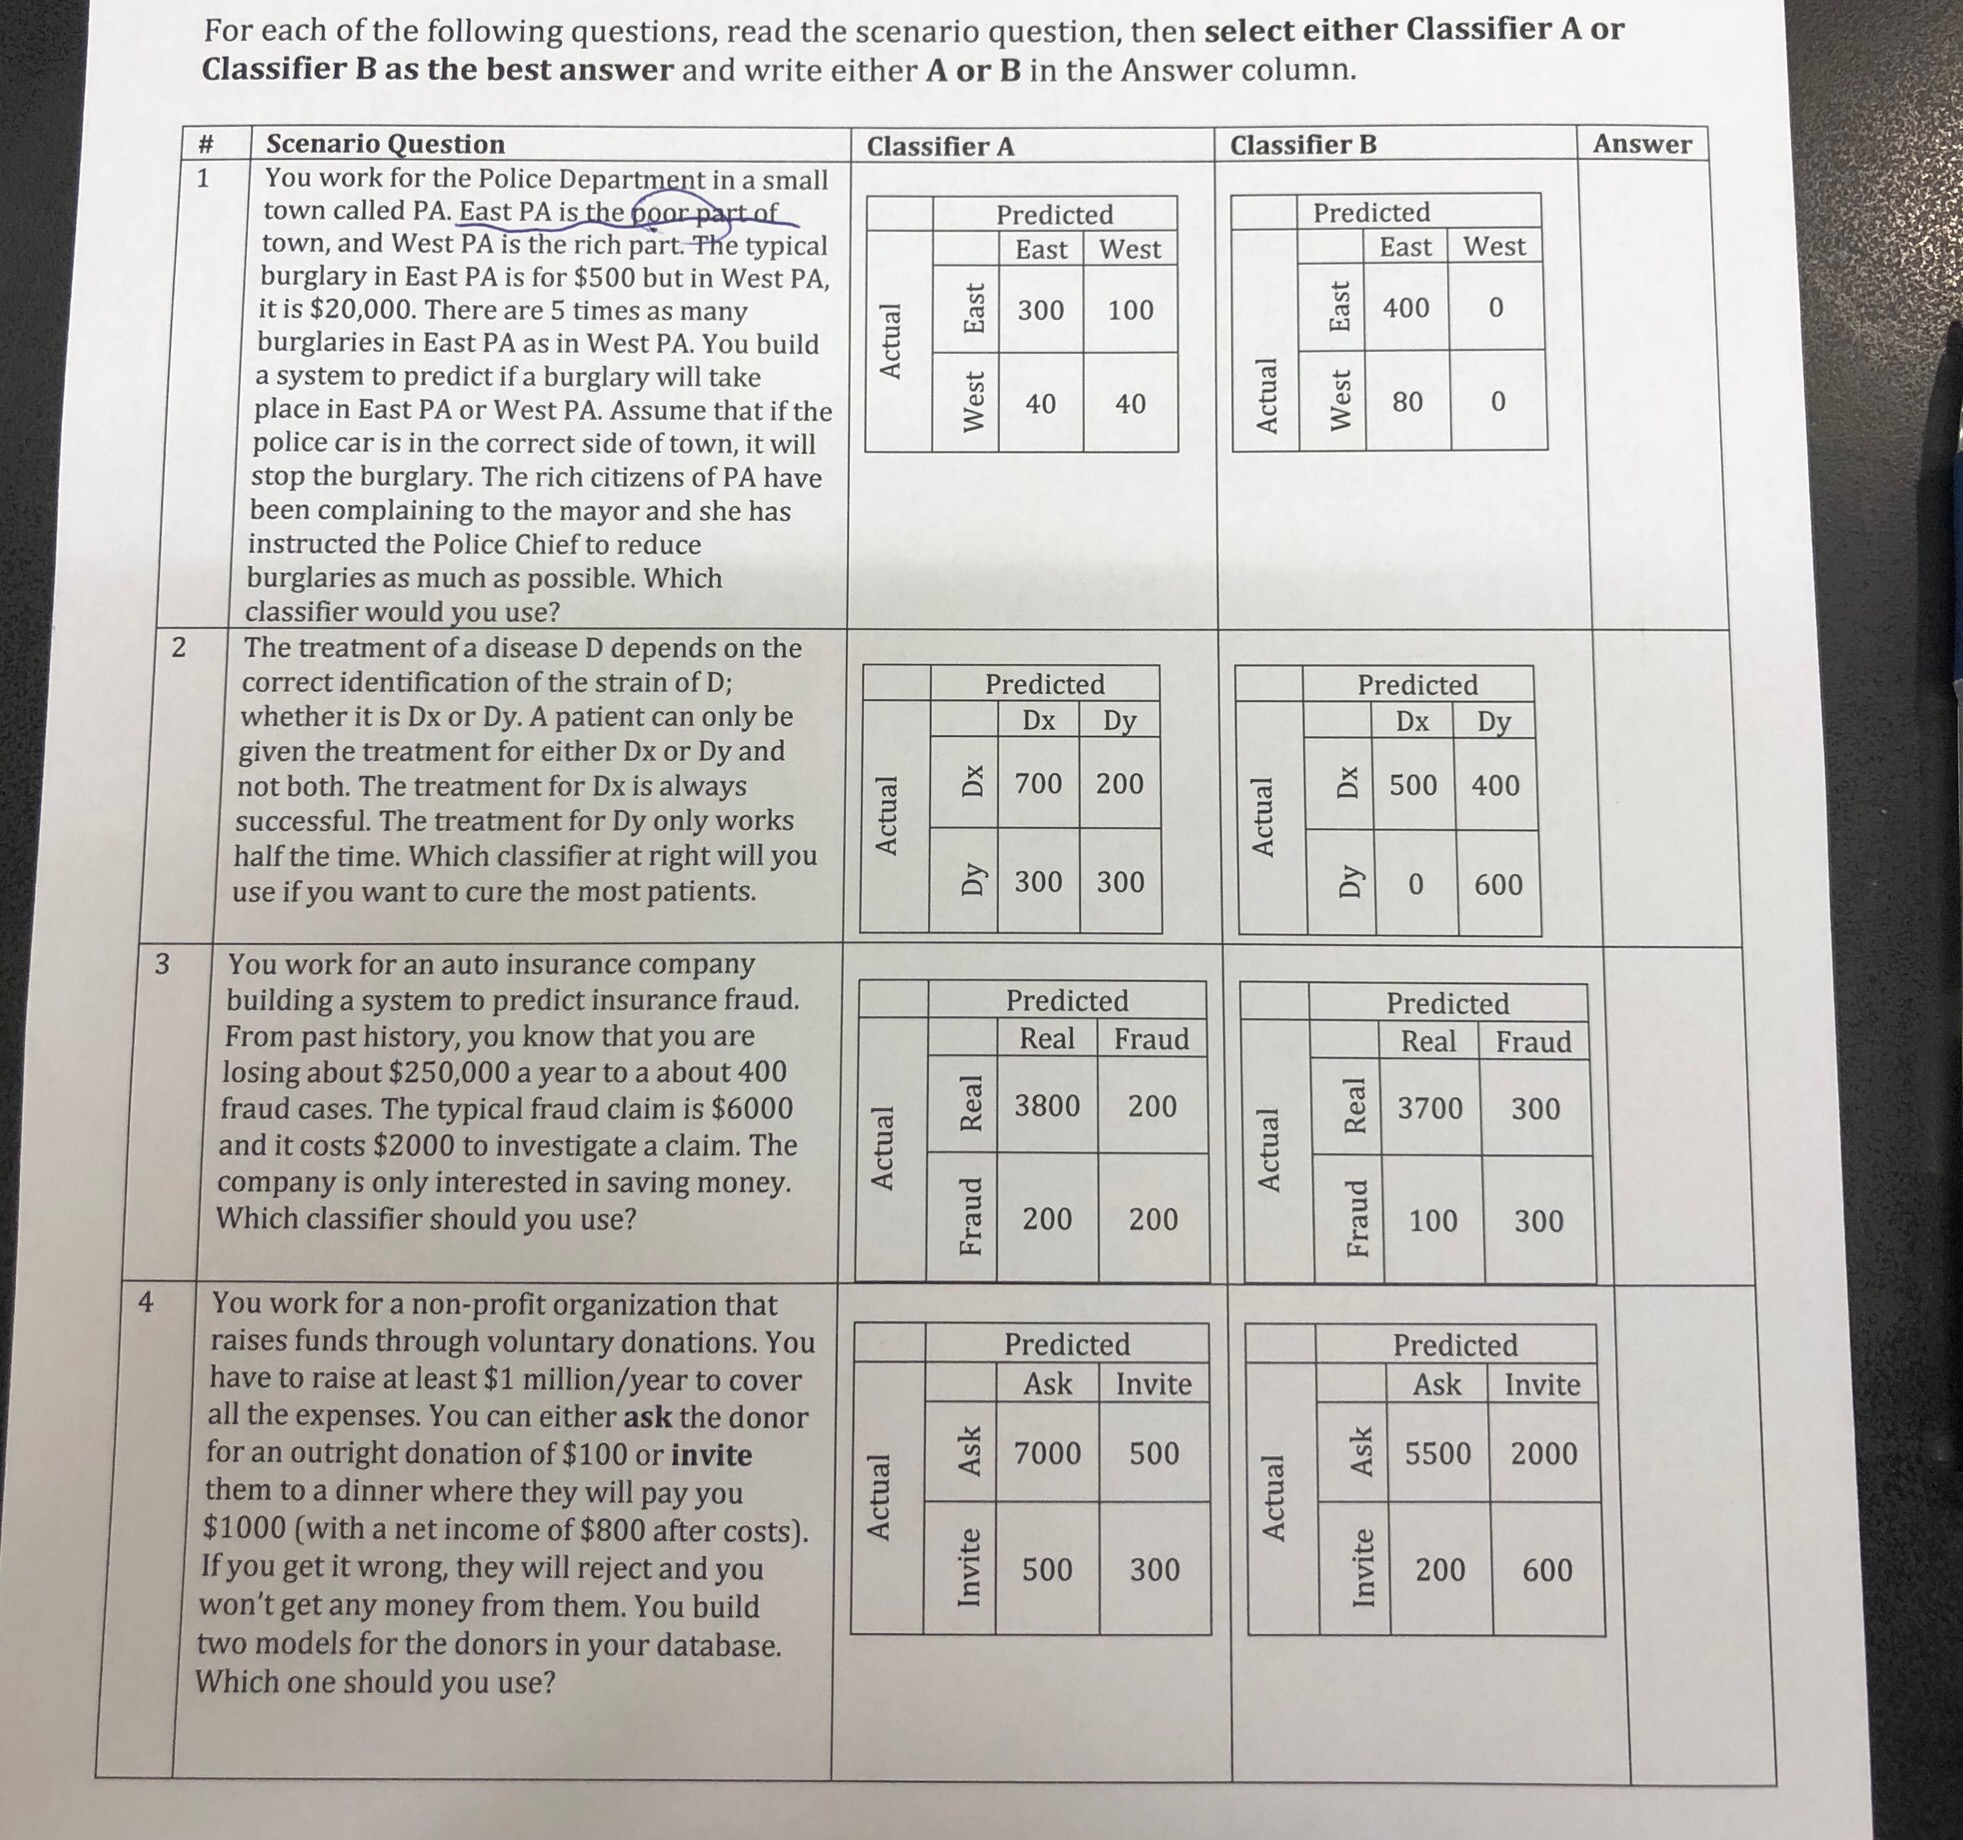 For each of the following questions, read the scenario question, then select either Classifier A or
Classifier B as the best answer and write either A or B in the Answer column.
# Scenario Question Classifier A Classifier B Answer
1
You work for the Police Department in a small
town called PA. East PA is the poor part of
town, and West PA is the rich part. The typical
burglary in East PA is for $500 but in West PA,
it is $20,000. There are 5 times as many
burglaries in East PA as in West PA. You build
a system to predict if a burglary will take
place in East PA or West PA. Assume that if the
police car is in the correct side of town, it will
stop the burglary. The rich citizens of PA have
been complaining to the mayor and she has
instructed the Police Chief to reduce
burglaries as much as possible. Which
classifier would you use?
Predicted
East West
Actual
East 300 100
West 40 40
Predicted
East West
Actual
East 400 0
West 80 0
2
The treatment of a disease D depends on the
correct identification of the strain of D;
whether it is Dx or Dy. A patient can only be
given the treatment for either Dx or Dy and
not both. The treatment for Dx is always
successful. The treatment for Dy only works
half the time. Which classifier at right will you
use if you want to cure the most patients.
Predicted
Dx Dy
Actual
Dx 700 200
Dy 300 300
Predicted
Dx Dy
Actual
Dx 500 400
Dy 0 600
3
You work for an auto insurance company
building a system to predict insurance fraud.
From past history, you know that you are
losing about $250,000 a year to a about 400
fraud cases. The typical fraud claim is $6000
and it costs $2000 to investigate a claim. The
company is only interested in saving money.
Which classifier should you use?
Predicted
Real Fraud
Actual
Real 3800 200
Fraud 200 200
Predicted
Real Fraud
Actual
Real 3700 300
Fraud 100 300
4
You work for a non-profit organization that
raises funds through voluntary donations. You
have to raise at least $1 million/year to cover
all the expenses. You can either ask the donor
for an outright donation of $100 or invite
them to a dinner where they will pay you
$1000 (with a net income of $800 after costs).
If you get it wrong, they will reject and you
won't get any money from them. You build
two models for the donors in your database.
Which one should you use?
Predicted
Ask Invite
Actual
Ask 7000 500
Invite 500 300
Predicted
Ask Invite
Actual
Ask 5500 2000
Invite 200 600